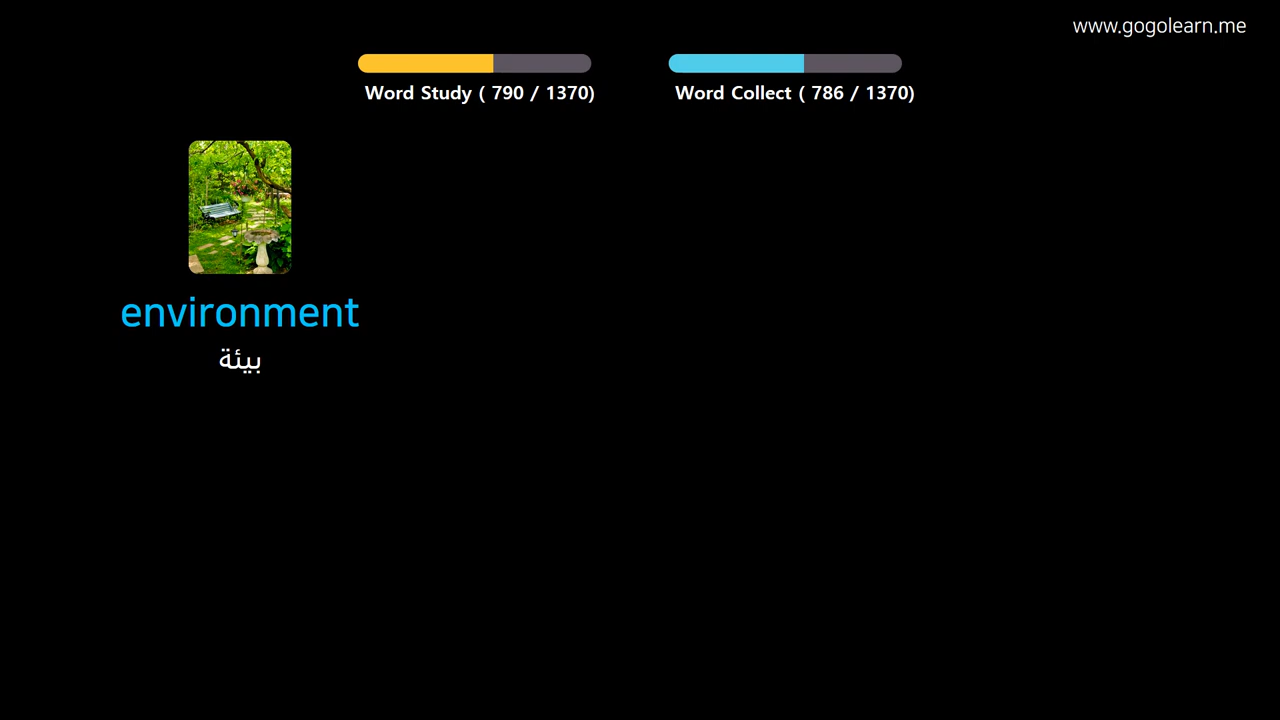 www.gogolearn.me
Word Study ( 790 / 1370)
Word Collect ( 786 / 1370)
environment
بيئة